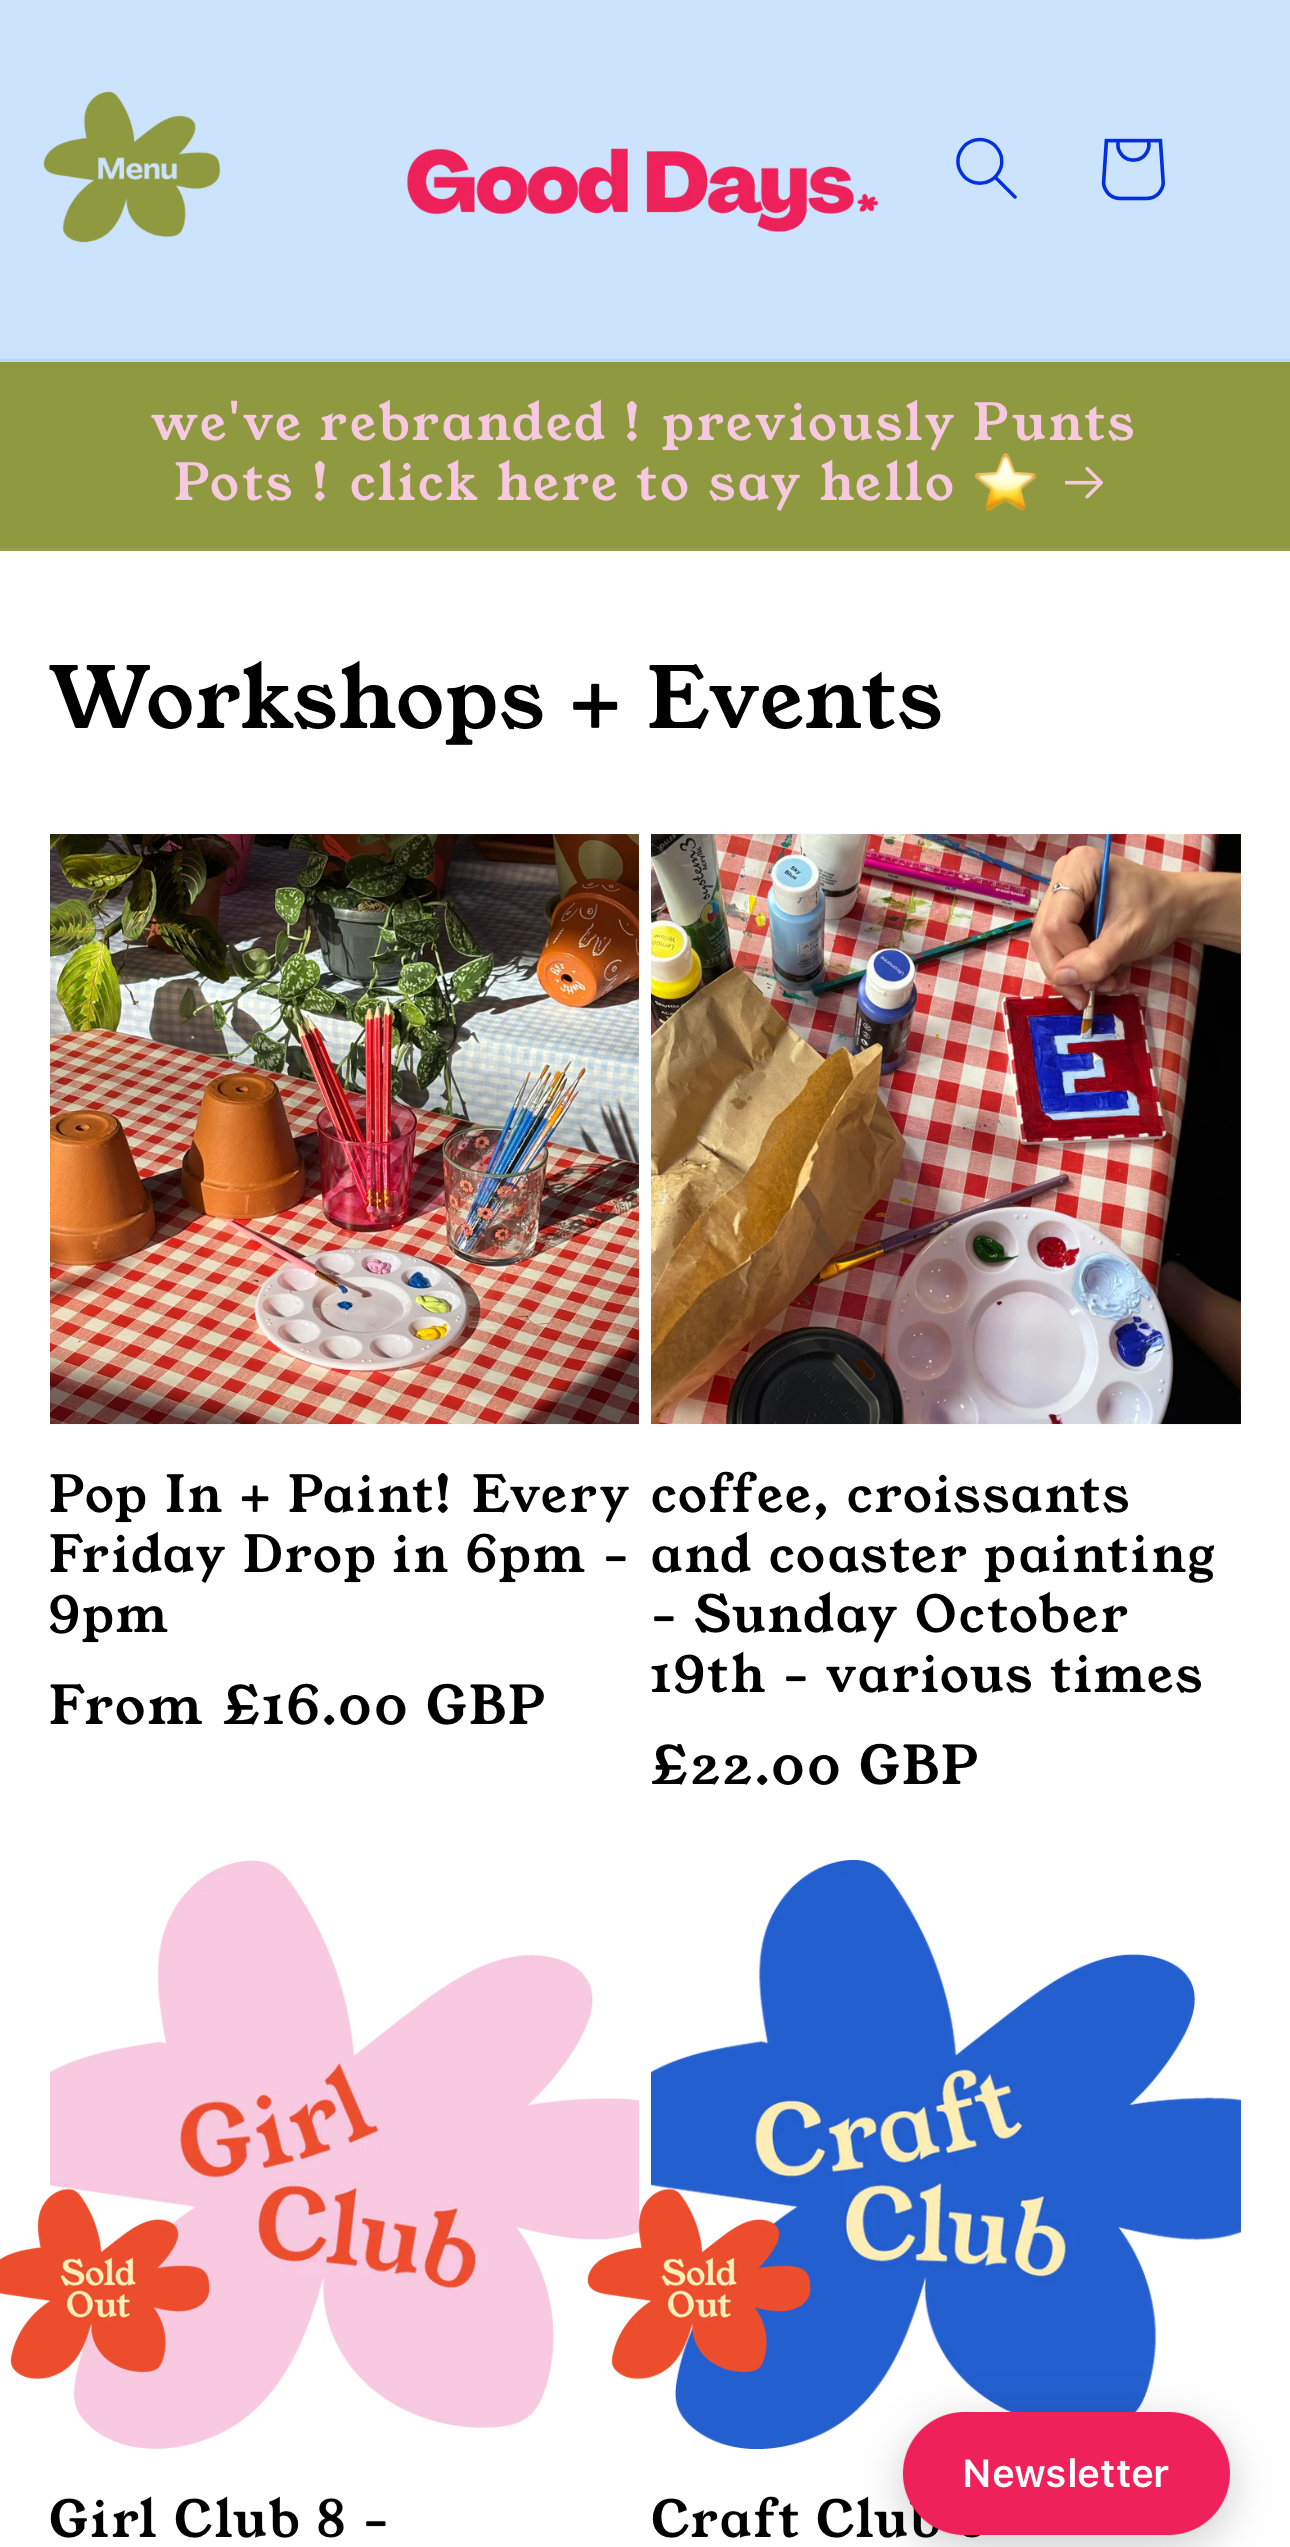 Menu
Good Days.
we've rebranded ! previously Punts
Pots ! click here to say hello ⭐ →
Workshops + Events
Sky
Blue
Pop In + Paint! Every
Friday Drop in 6pm -
9pm
From £16.00 GBP
coffee, croissants
and coaster painting
- Sunday October
19th - various times
£22.00 GBP
Girl
Club
Sold
Out
Craft
Club
Sold
Out
Girl Club 8 -
Craft Club
Newsletter